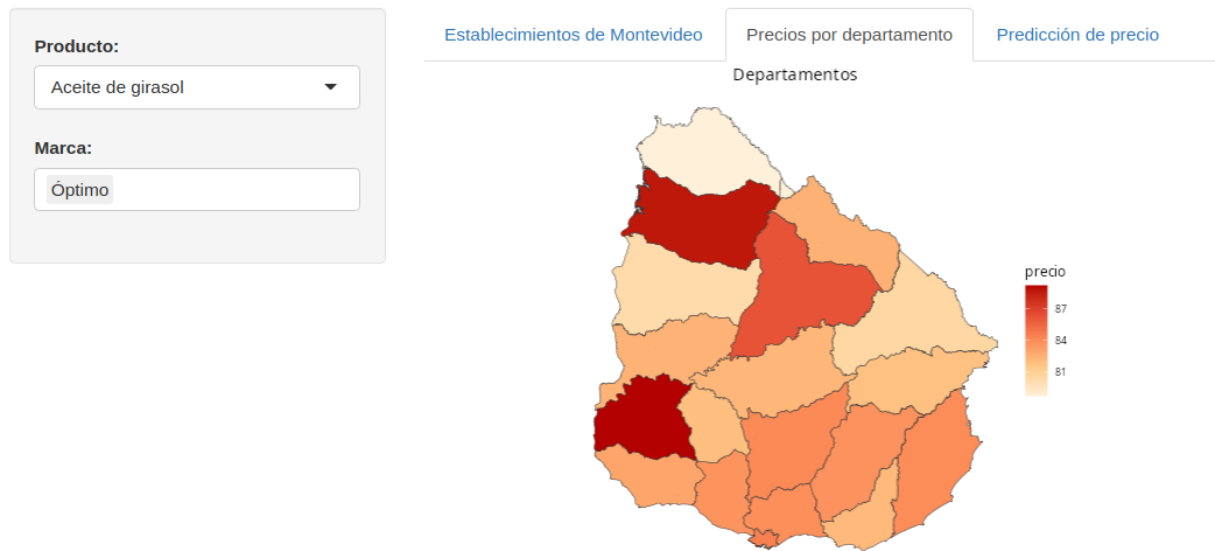 Producto:
Aceite de girasol
Marca:
Óptimo
Establecimientos de Montevideo
Precios por departamento
Predicción de precio
Departamentos
precio
87
84
81